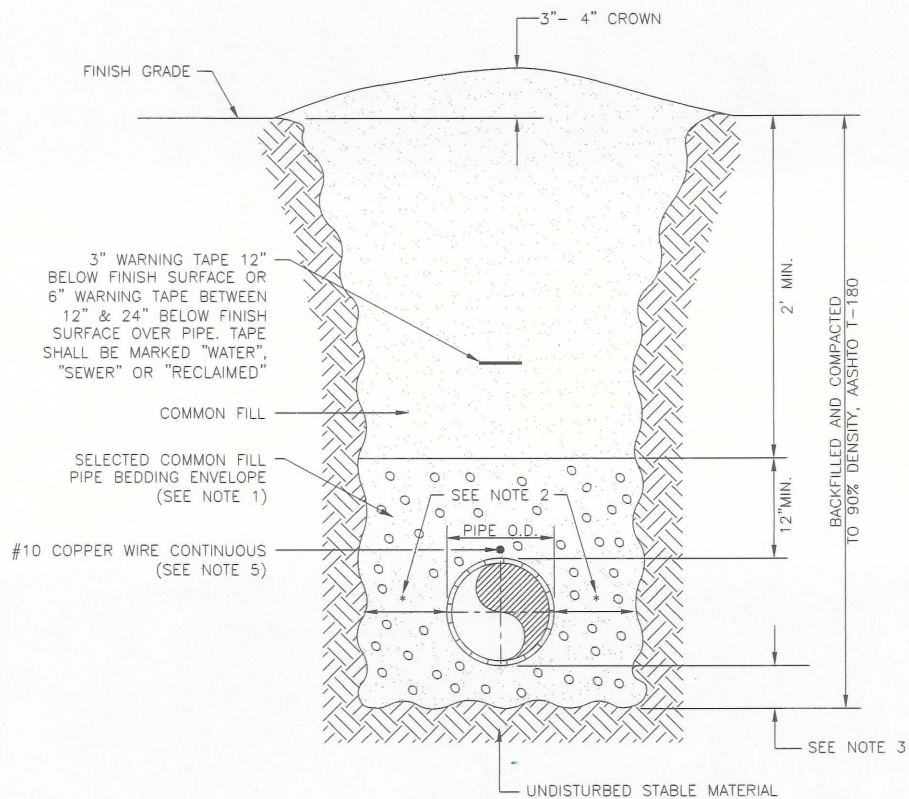 3"- 4" CROWN
FINISH GRADE
3" WARNING TAPE 12"
BELOW FINISH SURFACE OR
6" WARNING TAPE BETWEEN
12" & 24" BELOW FINISH
SURFACE OVER PIPE. TAPE
SHALL BE MARKED "WATER",
"SEWER" OR "RECLAIMED"
2' MIN.
BACKFILLED AND COMPACTED
TO 90% DENSITY, AASHTO T-180
COMMON FILL
SELECTED COMMON FILL
PIPE BEDDING ENVELOPE
(SEE NOTE 1)
SEE NOTE 2
12"MIN.
PIPE O.D.
#10 COPPER WIRE CONTINUOUS
(SEE NOTE 5)
* *
SEE NOTE 3
UNDISTURBED STABLE MATERIAL